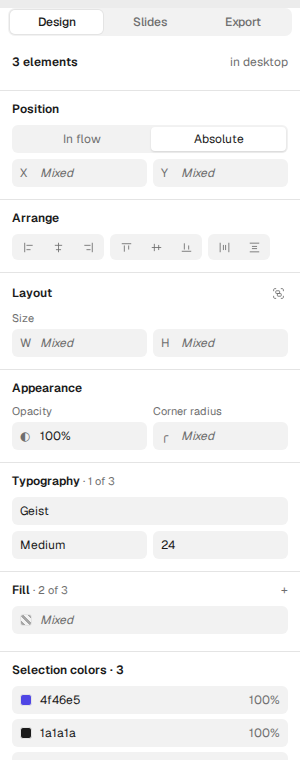 Design Slides Export
3 elements in desktop
Position
In flow Absolute
X Mixed Y Mixed
Arrange
Layout
Size
W Mixed H Mixed
Appearance
Opacity Corner radius
100% Mixed
Typography · 1 of 3
Geist
Medium 24
Fill · 2 of 3 +
Mixed
Selection colors · 3
4f46e5 100%
1a1a1a 100%